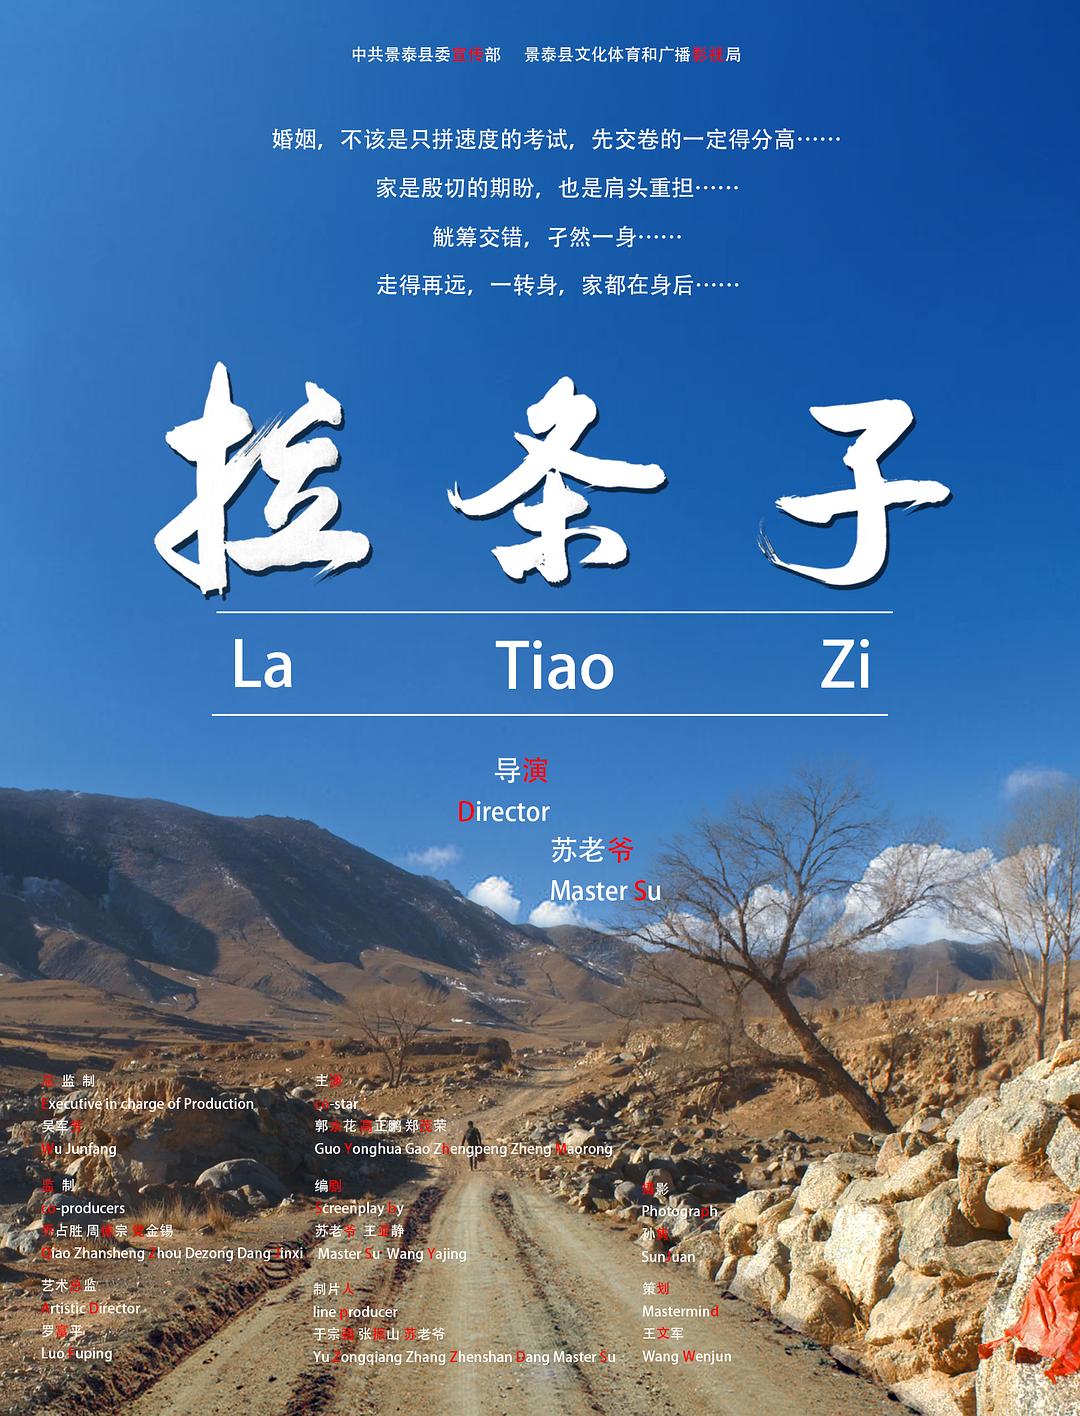 中共景泰县委宣传部 景泰县文化体育和广播影视局
婚姻，不该是只拼速度的考试，先交卷的一定得分高……
家是殷切的期盼，也是肩头重担……
觥筹交错，孑然一身……
走得再远，一转身，家都在身后……
拉条子
La Tiao Zi
导演
Director
苏老爷
Master Su
总 监 制
Executive in charge of Production
吴军
Wu Junfang
监 制
co-producers
乔占胜 周德宗 党金锡
Qiao Zhansheng Zhou Dezong Dang Jinxi
艺术总监
Artistic Director
罗富平
Luo Fuping
主演
co-star
郭永花 高正鹏 郑茂荣
Guo Yonghua Gao Zhengpeng Zheng Maorong
编剧
Screenplay by
苏老爷 王娅静
Master Su Wang Yajing
制片人
line producer
于宗强 张振山 苏老爷
Yu Zongqiang Zhang Zhenshan Dang Master Su
摄影
Photograph
孙
SunJuan
策划
Mastermind
王文军
Wang Wenjun